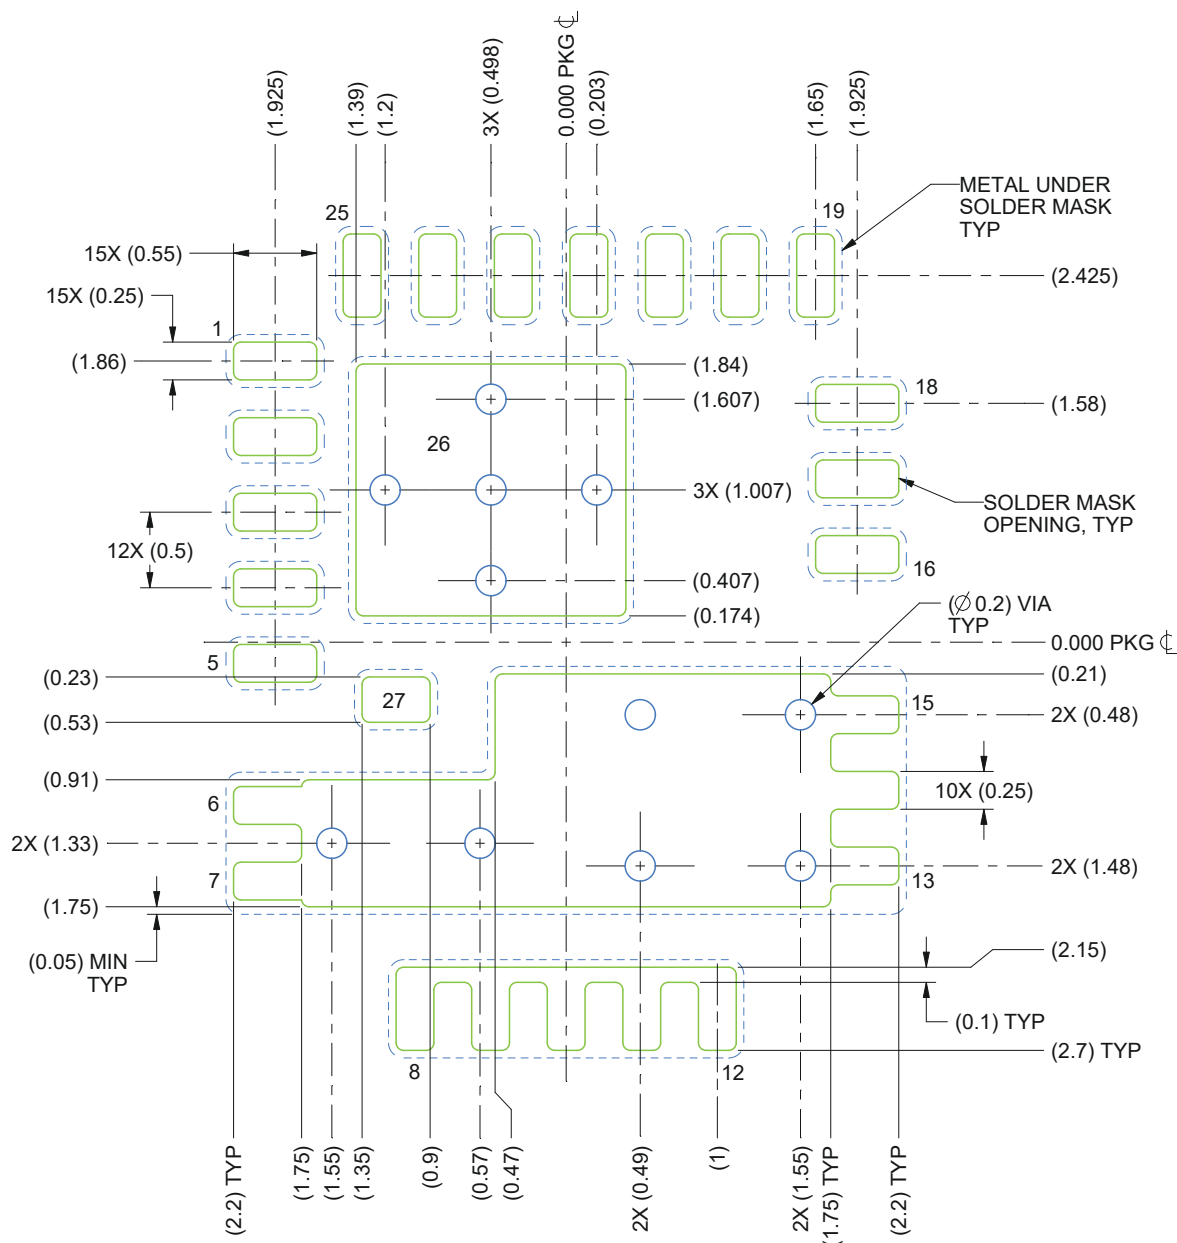 (1.925)
(1.39)
(1.2)
3X (0.498)
0.000 PKG ℄
(0.203)
(1.65)
(1.925)
METAL UNDER
SOLDER MASK
TYP
25
19
15X (0.55)
(2.425)
15X (0.25)
1
(1.86)
(1.84)
(1.607)
18
(1.58)
26
3X (1.007)
SOLDER MASK
OPENING, TYP
12X (0.5)
16
(0.407)
(∅ 0.2) VIA
TYP
(0.174)
0.000 PKG ℄
5
(0.23)
(0.21)
27
15
(0.53)
2X (0.48)
(0.91)
10X (0.25)
6
2X (1.33)
7
13
2X (1.48)
(1.75)
(0.05) MIN
TYP
(2.15)
(0.1) TYP
(2.7) TYP
8
12
(2.2) TYP
(1.75)
(1.55)
(1.35)
(0.9)
(0.57)
(0.47)
2X (0.49)
(1)
2X (1.55)
(1.75) TYP
(2.2) TYP